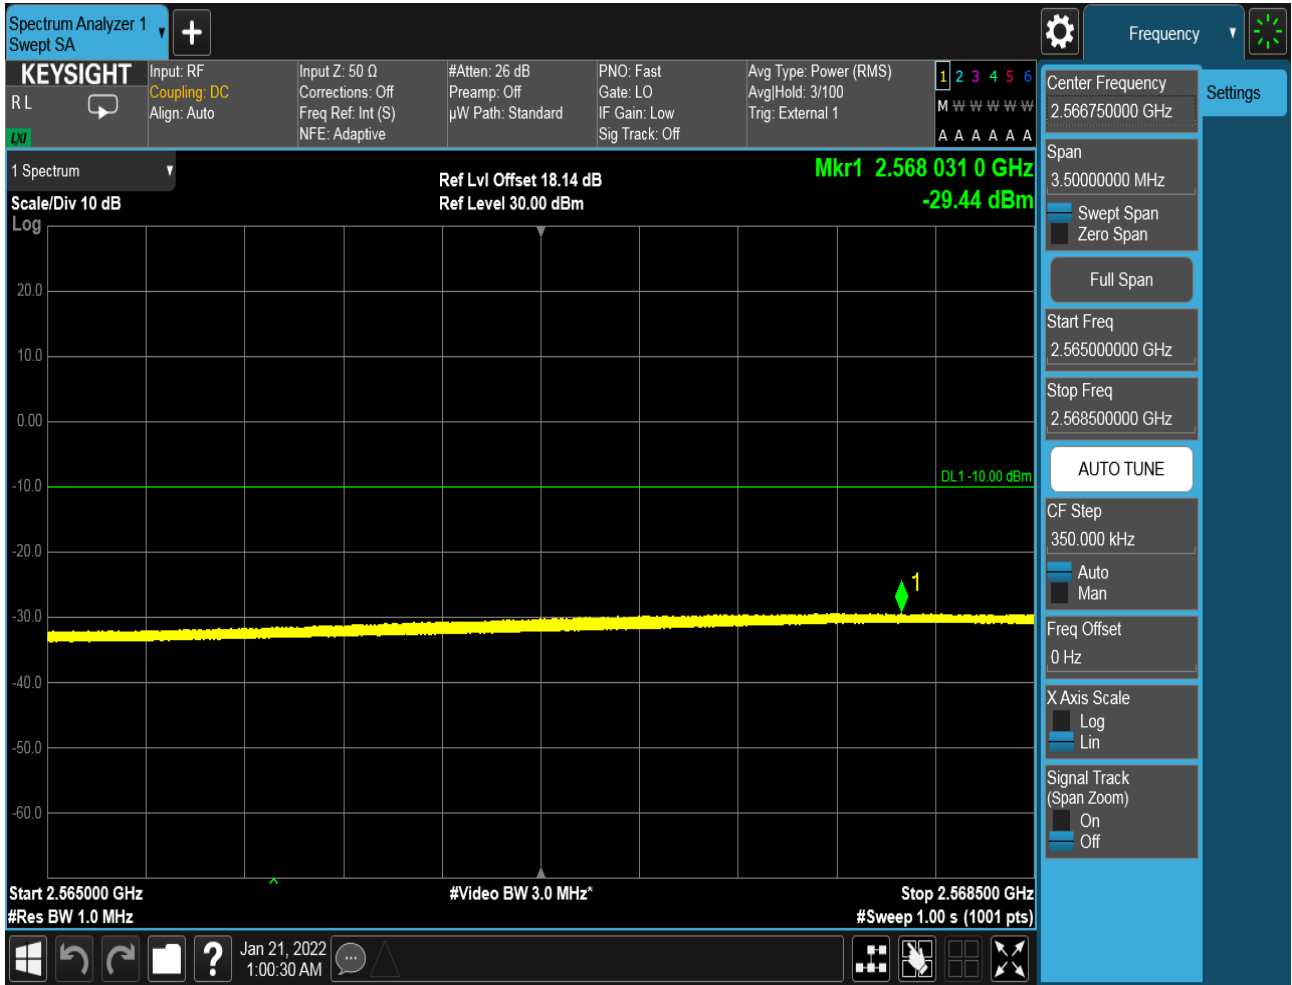 Spectrum Analyzer 1
Swept SA
Frequency
KEYSIGHT
R L
LXI
Input: RF
Coupling: DC
Align: Auto
Input Z: 50 Ω
Corrections: Off
Freq Ref: Int (S)
NFE: Adaptive
#Atten: 26 dB
Preamp: Off
µW Path: Standard
PNO: Fast
Gate: LO
IF Gain: Low
Sig Track: Off
Avg Type: Power (RMS)
Avg|Hold: 3/100
Trig: External 1
1 2 3 4 5 6
M W W W W W
A A A A A A
1 Spectrum
Scale/Div 10 dB
Log
Ref Lvl Offset 18.14 dB
Ref Level 30.00 dBm
Mkr1 2.568 031 0 GHz
-29.44 dBm
20.0
10.0
0.00
-10.0
DL1 -10.00 dBm
-20.0
1
-30.0
-40.0
-50.0
-60.0
Start 2.565000 GHz
#Res BW 1.0 MHz
#Video BW 3.0 MHz*
Stop 2.568500 GHz
#Sweep 1.00 s (1001 pts)
?
Jan 21, 2022
1:00:30 AM
Center Frequency
2.566750000 GHz
Settings
Span
3.50000000 MHz
Swept Span
Zero Span
Full Span
Start Freq
2.565000000 GHz
Stop Freq
2.568500000 GHz
AUTO TUNE
CF Step
350.000 kHz
Auto
Man
Freq Offset
0 Hz
X Axis Scale
Log
Lin
Signal Track
(Span Zoom)
On
Off